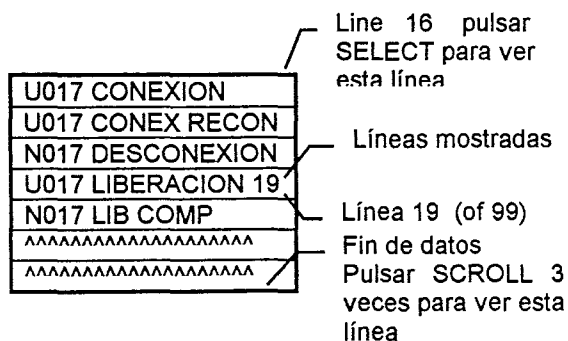 Line 16 pulsar
SELECT para ver
esta línea
U017 CONEXION
U017 CONEX RECON
N017 DESCONEXION
U017 LIBERACION 19
N017 LIB COMP
^^^^^^^^^^^^^^^^^^^
^^^^^^^^^^^^^^^^^^^
Líneas mostradas
Línea 19 (of 99)
Fin de datos
Pulsar SCROLL 3
veces para ver esta
línea